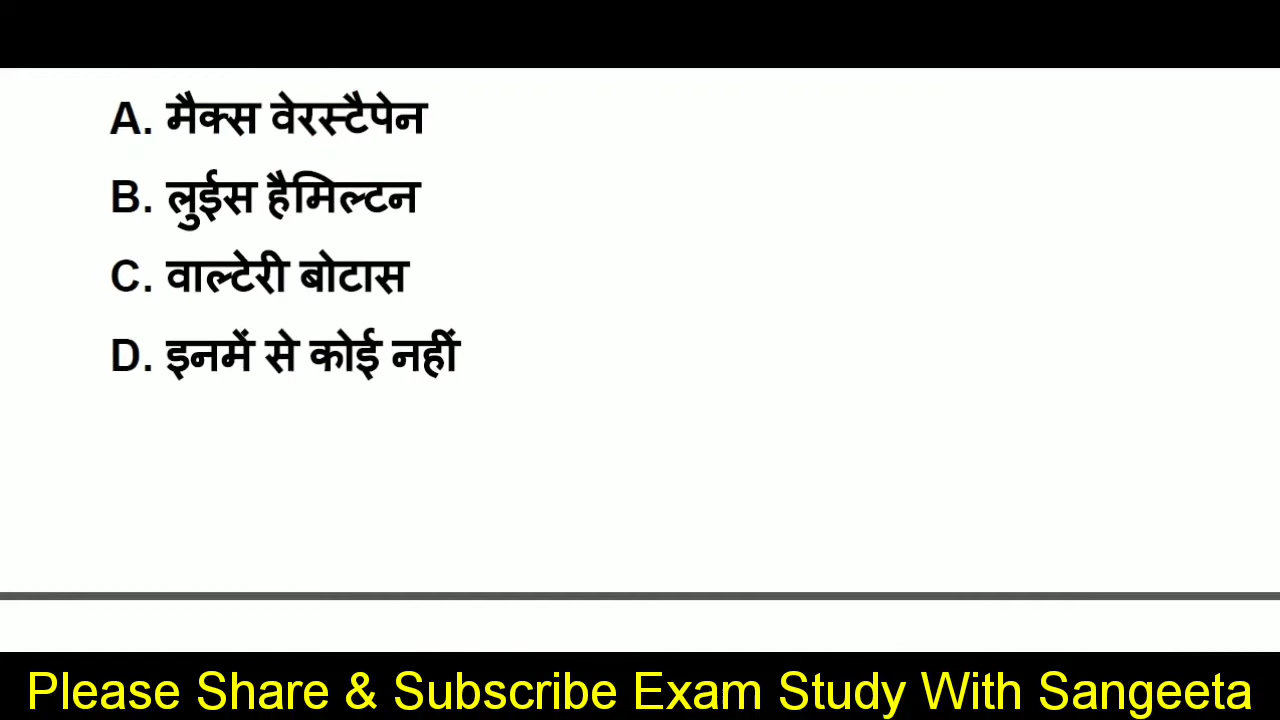 A. मैक्स वेरस्टैपेन
B. लुईस हैमिल्टन
C. वाल्टेरी बोटास
D. इनमें से कोई नहीं
Please Share & Subscribe Exam Study With Sangeeta